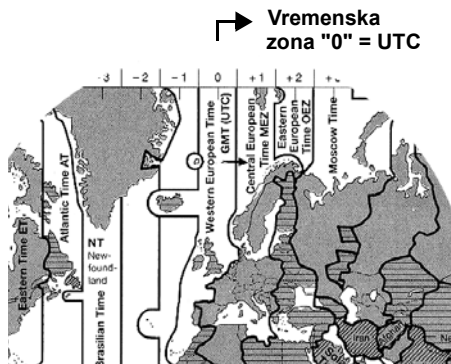 Vremenska
zona "0" = UTC
-3
-2
-1
0
+1
+2
Eastern Time ET
Atlantic Time AT
NT
New-
found-
land
Brasilian Time
Western European Time
GMT (UTC)
Central European
Time MEZ
Eastern
European
Time OEZ
Moscow Time
Iran